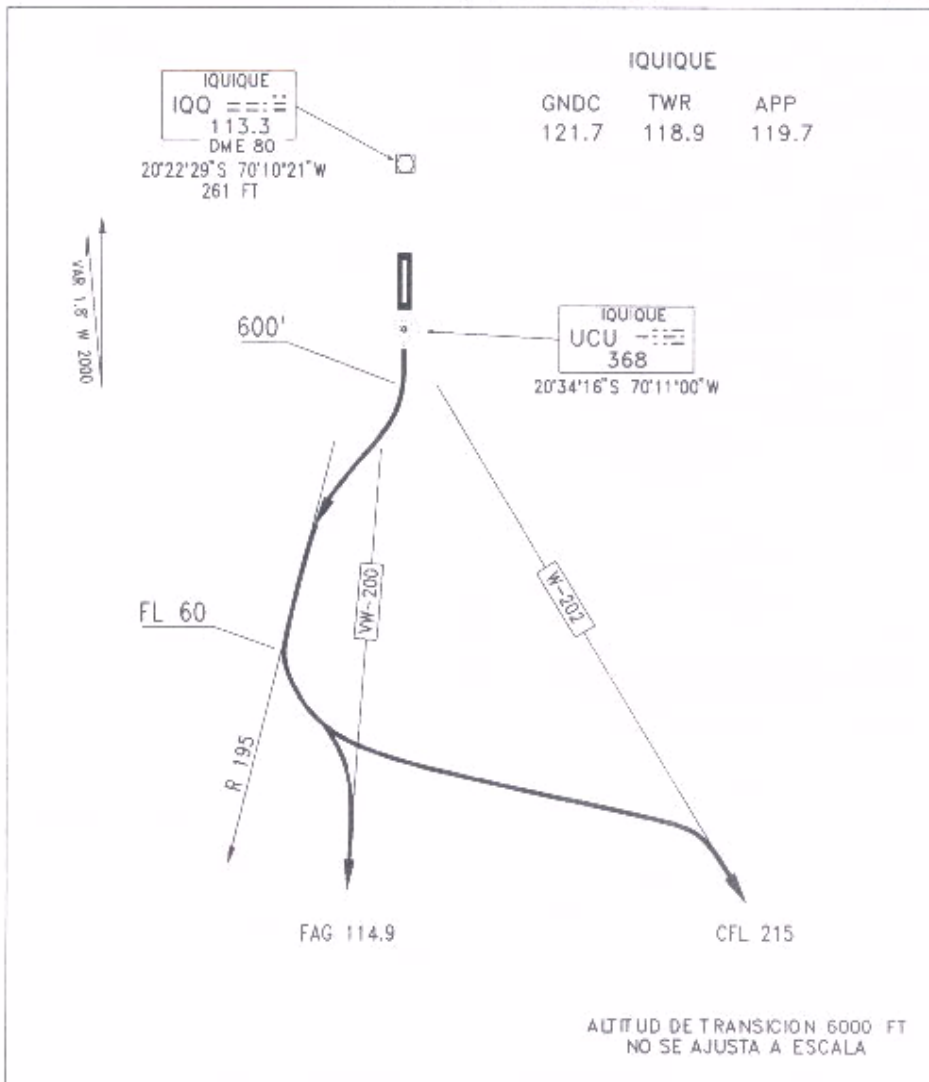 IQUIQUE
GNDC TWR APP
121.7 118.9 119.7
IQUIQUE
IQQ
113.3
DME 80
20°22'29"S 70°10'21"W
261 FT
VAR 1.8° W 2000
600'
IQUIQUE
UCU
368
20°34'16"S 70°11'00"W
FL 60
VW-200
W-202
R 195
FAG 114.9
CFL 215
ALTITUD DE TRANSICION 6000 FT
NO SE AJUSTA A ESCALA